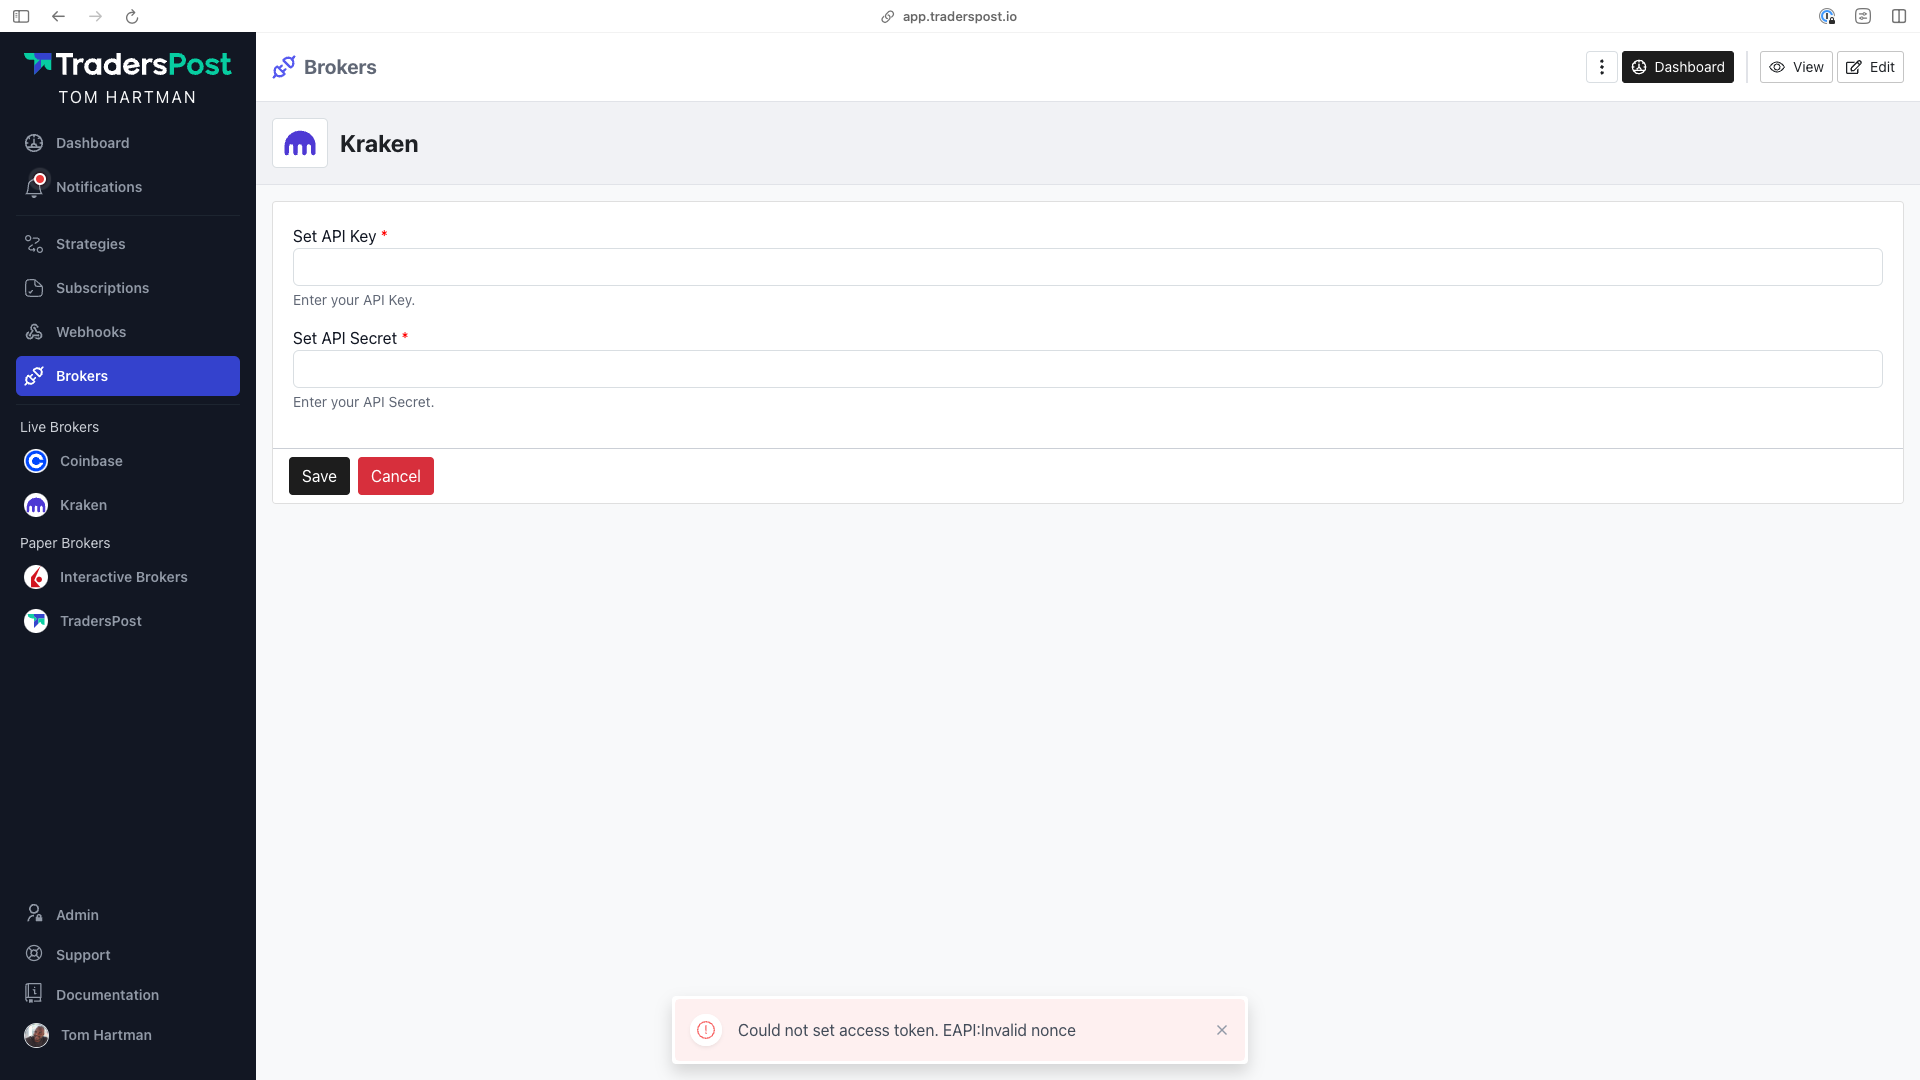 app.traderspost.io
TradersPost
TOM HARTMAN
Dashboard
Notifications
Strategies
Subscriptions
Webhooks
Brokers
Live Brokers
Coinbase
Kraken
Paper Brokers
Interactive Brokers
TradersPost
Admin
Support
Documentation
Tom Hartman
Brokers
Dashboard
View
Edit
Kraken
Set API Key *
Enter your API Key.
Set API Secret *
Enter your API Secret.
Save
Cancel
Could not set access token. EAPI:Invalid nonce